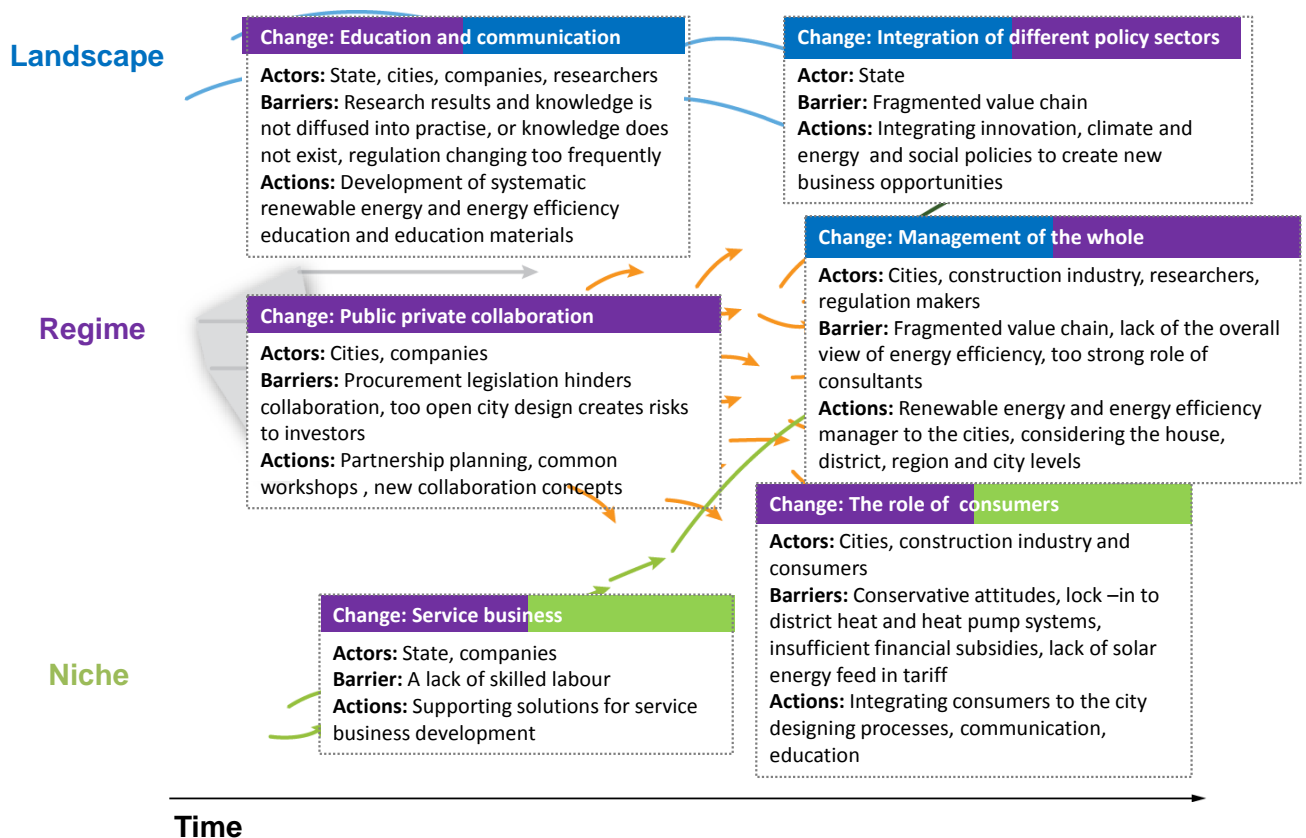 Landscape
Change: Education and communication
Actors: State, cities, companies, researchers
Barriers: Research results and knowledge is
not diffused into practise, or knowledge does
not exist, regulation changing too frequently
Actions: Development of systematic
renewable energy and energy efficiency
education and education materials
Change: Integration of different policy sectors
Actor: State
Barrier: Fragmented value chain
Actions: Integrating innovation, climate and
energy and social policies to create new
business opportunities
Regime
Change: Public private collaboration
Actors: Cities, companies
Barriers: Procurement legislation hinders
collaboration, too open city design creates risks
to investors
Actions: Partnership planning, common
workshops , new collaboration concepts
Change: Management of the whole
Actors: Cities, construction industry, researchers,
regulation makers
Barrier: Fragmented value chain, lack of the overall
view of energy efficiency, too strong role of
consultants
Actions: Renewable energy and energy efficiency
manager to the cities, considering the house,
district, region and city levels
Niche
Change: Service business
Actors: State, companies
Barrier: A lack of skilled labour
Actions: Supporting solutions for service
business development
Change: The role of consumers
Actors: Cities, construction industry and
consumers
Barriers: Conservative attitudes, lock –in to
district heat and heat pump systems,
insufficient financial subsidies, lack of solar
energy feed in tariff
Actions: Integrating consumers to the city
designing processes, communication,
education
Time